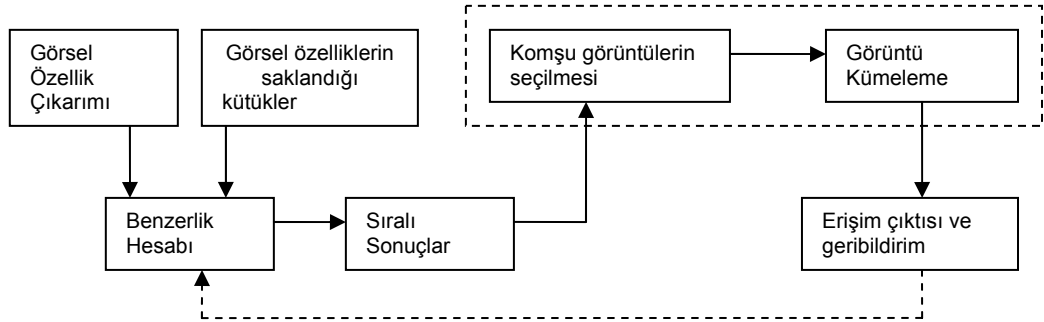 Görsel
Özellik
Çıkarımı
Görsel özelliklerin
saklandığı
kütükler
Komşu görüntülerin
seçilmesi
Görüntü
Kümeleme
Benzerlik
Hesabı
Sıralı
Sonuçlar
Erişim çıktısı ve
geribildirim